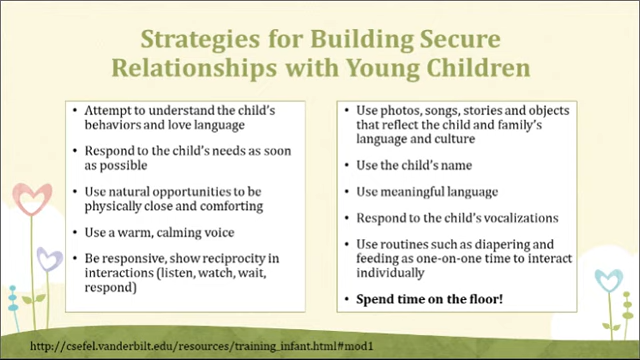 Strategies for Building Secure
Relationships with Young Children
• Attempt to understand the child's
behaviors and love language
• Respond to the child's needs as soon
as possible
• Use natural opportunities to be
physically close and comforting
• Use a warm, calming voice
• Be responsive, show reciprocity in
interactions (listen, watch, wait,
respond)
• Use photos, songs, stories and objects
that reflect the child and family's
language and culture
• Use the child's name
• Use meaningful language
• Respond to the child's vocalizations
• Use routines such as diapering and
feeding as one-on-one time to interact
individually
• Spend time on the floor!
http://csefel.vanderbilt.edu/resources/training_infant.html#mod1